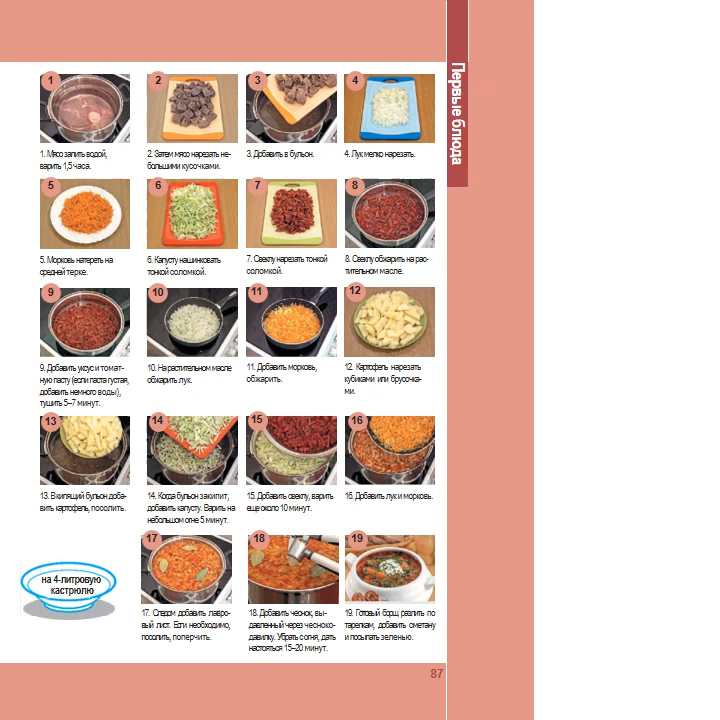 Первые блюда
1
2
3
4
1. Мясо залить водой,
варить 1,5 часа.
2. Затем мясо нарезать не-
большими кусочками.
3. Добавить в бульон.
4. Лук мелко нарезать.
5
6
7
8
5. Морковь натереть на
средней терке.
6. Капусту нашинковать
тонкой соломкой.
7. Свеклу нарезать тонкой
соломкой.
8. Свеклу обжарить на рас-
тительном масле.
9
10
11
12
9. Добавить уксус и томат-
ную пасту (если паста густая,
добавить немного воды),
тушить 5–7 минут.
10. На растительном масле
обжарить лук.
11. Добавить морковь,
обжарить.
12. Картофель нарезать
кубиками или брусочка-
ми.
13
14
15
16
13. В кипящий бульон доба-
вить картофель, посолить.
14. Когда бульон закипит,
добавить капусту. Варить на
небольшом огне 5 минут.
15. Добавить свеклу, варить
еще около 10 минут.
16. Добавить лук и морковь.
17
18
19
на 4-литровую
кастрюлю
17. Следом добавить лавро-
вый лист. Если необходимо,
посолить, поперчить.
18. Добавить чеснок, вы-
давленный через чесноко-
давилку. Убрать с огня, дать
настояться 15–20 минут.
19. Готовый борщ разлить по
тарелкам, добавить сметану
и посыпать зеленью.
87